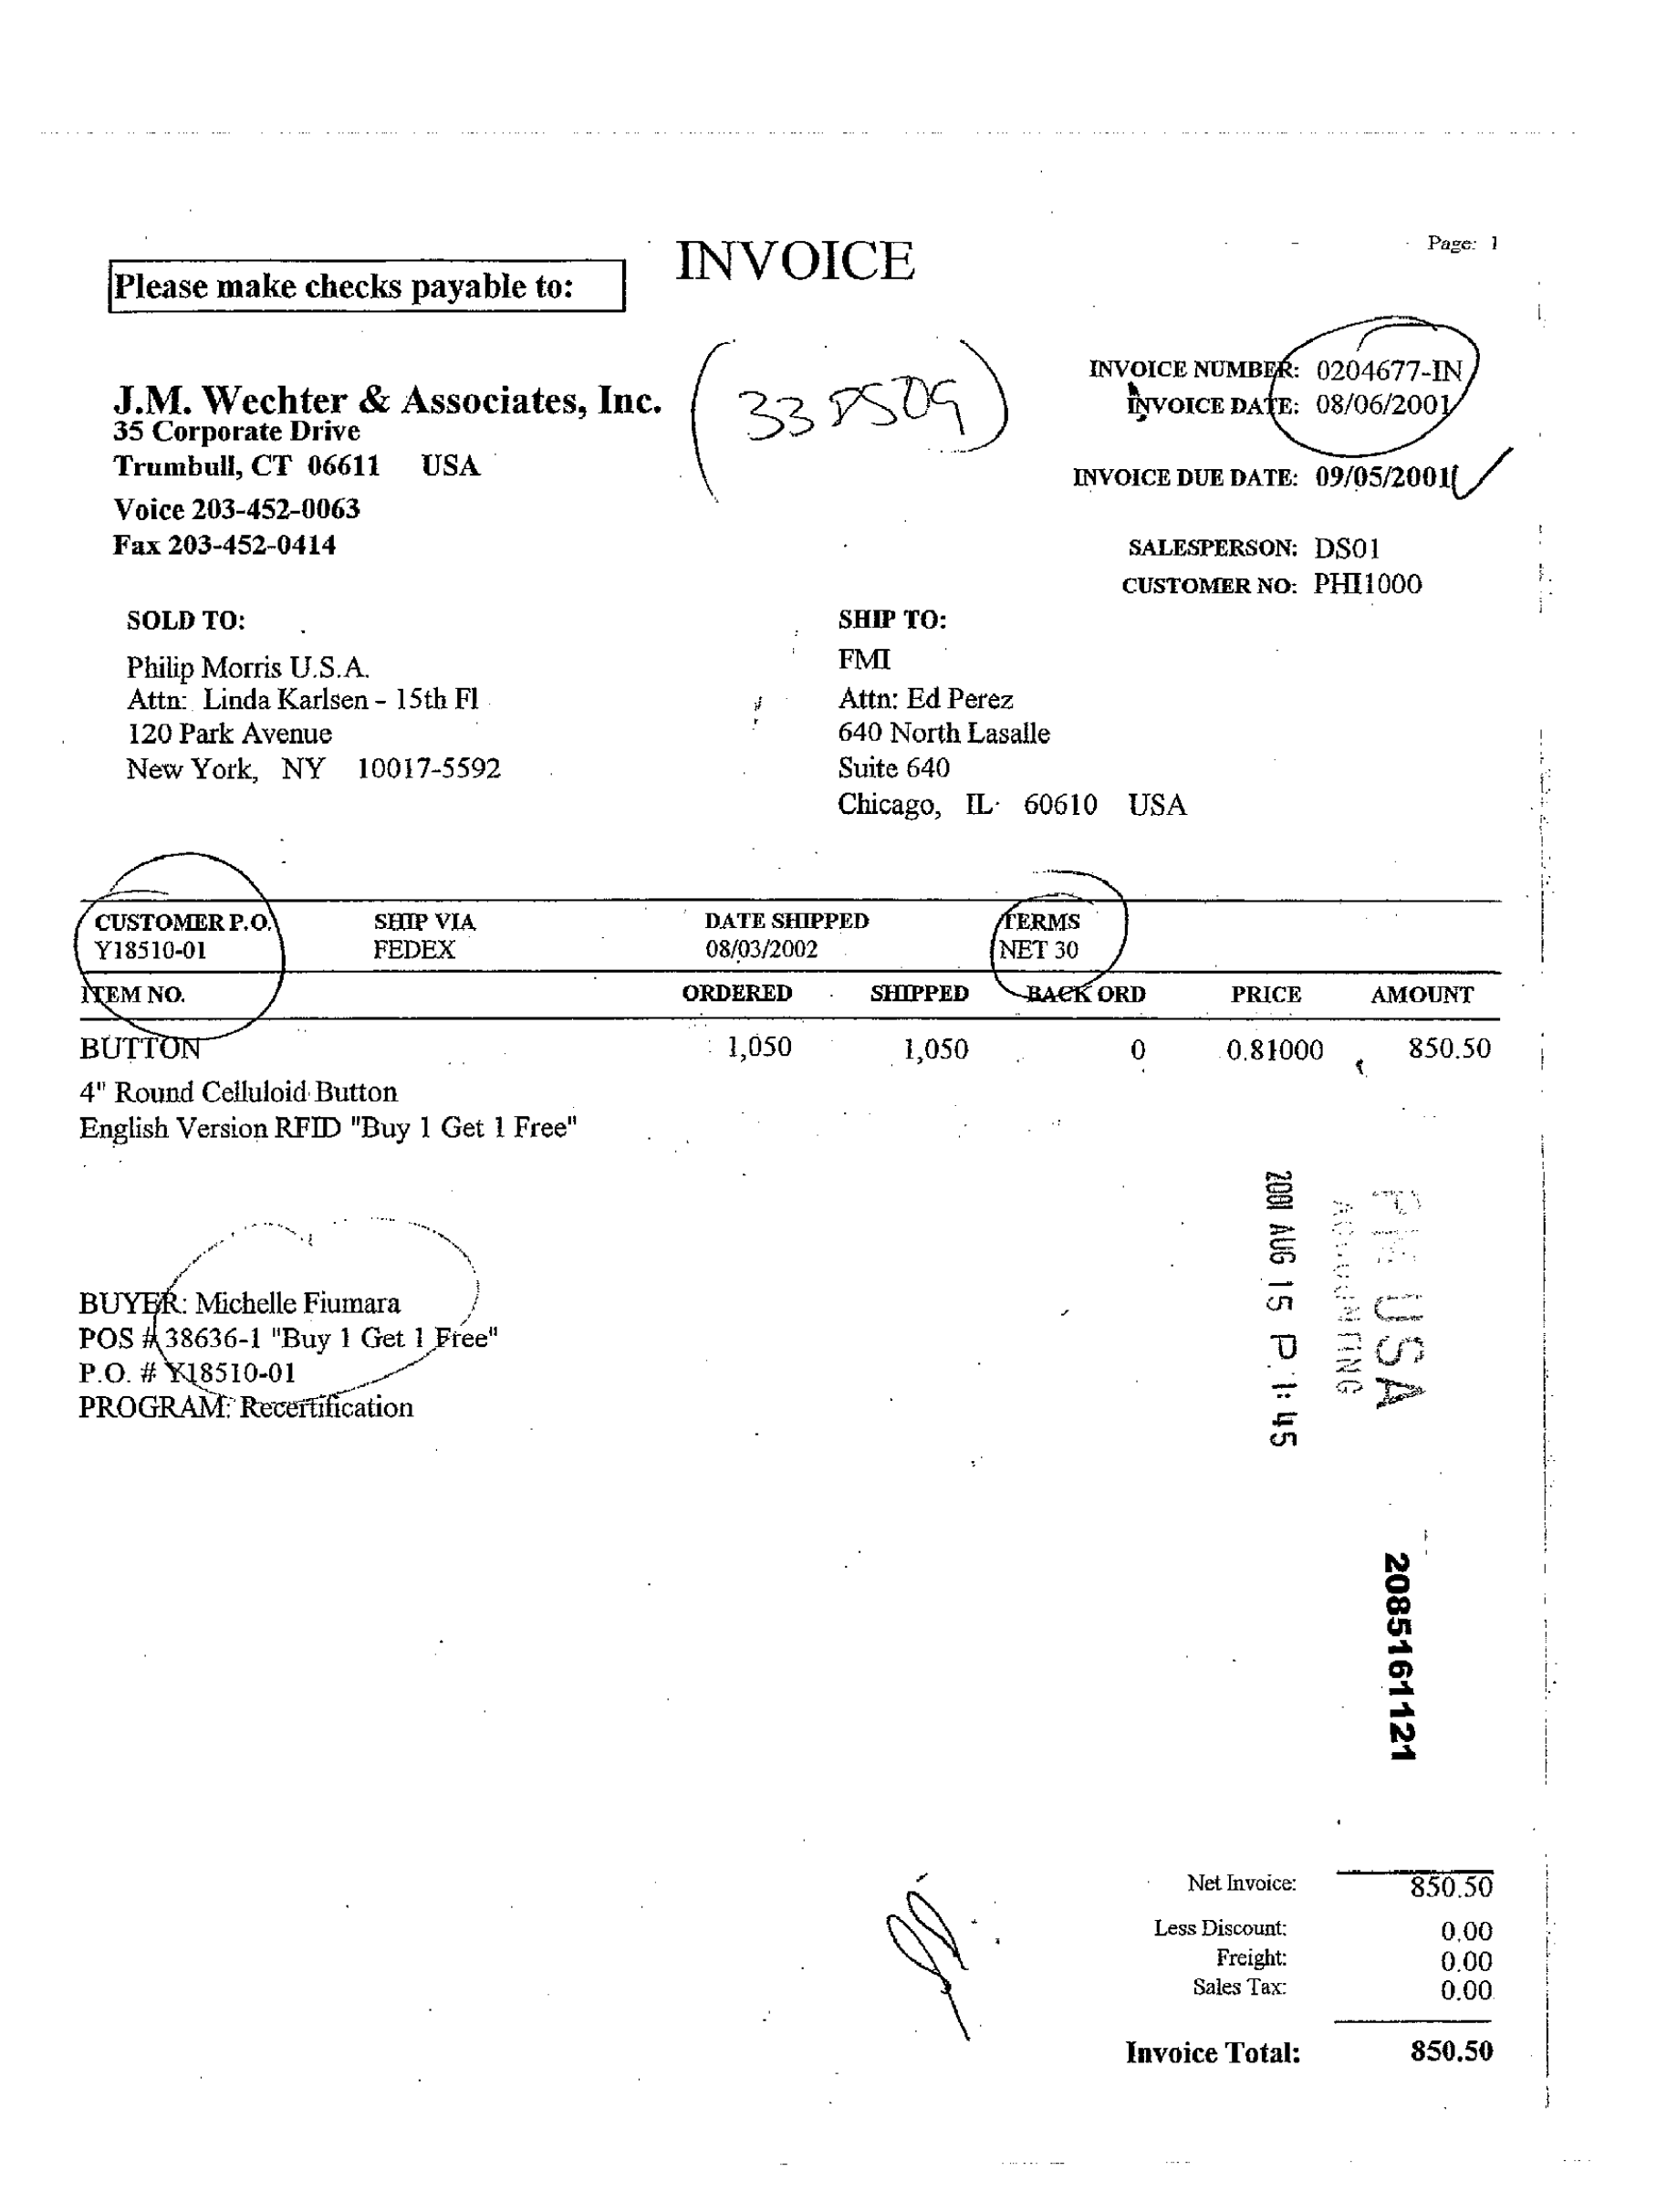 INVOICE
Page: 1
Please make checks payable to:
J.M. Wechter & Associates, Inc.
35 Corporate Drive
Trumbull, CT 06611 USA
Voice 203-452-0063
Fax 203-452-0414
INVOICE NUMBER: 0204677-IN
INVOICE DATE: 08/06/2001
INVOICE DUE DATE: 09/05/2001
SALESPERSON: DS01
CUSTOMER NO: PHI1000
SOLD TO:
Philip Morris U.S.A.
Attn: Linda Karlsen - 15th Fl
120 Park Avenue
New York, NY 10017-5592
SHIP TO:
FMI
Attn: Ed Perez
640 North Lasalle
Suite 640
Chicago, IL 60610 USA
CUSTOMER P.O. SHIP VIA DATE SHIPPED TERMS
Y18510-01 FEDEX 08/03/2002 NET 30
ITEM NO. ORDERED SHIPPED BACK ORD PRICE AMOUNT
BUTTON 1,050 1,050 0 0.81000 850.50
4" Round Celluloid Button
English Version RFID "Buy 1 Get 1 Free"
BUYER: Michelle Fiumara
POS # 38636-1 "Buy 1 Get 1 Free"
P.O. # Y18510-01
PROGRAM: Recertification
PM USA
ACCOUNTING
2001 AUG 15 P 1: 45
2085161121
Net Invoice: 850.50
Less Discount: 0.00
Freight: 0.00
Sales Tax: 0.00
Invoice Total: 850.50